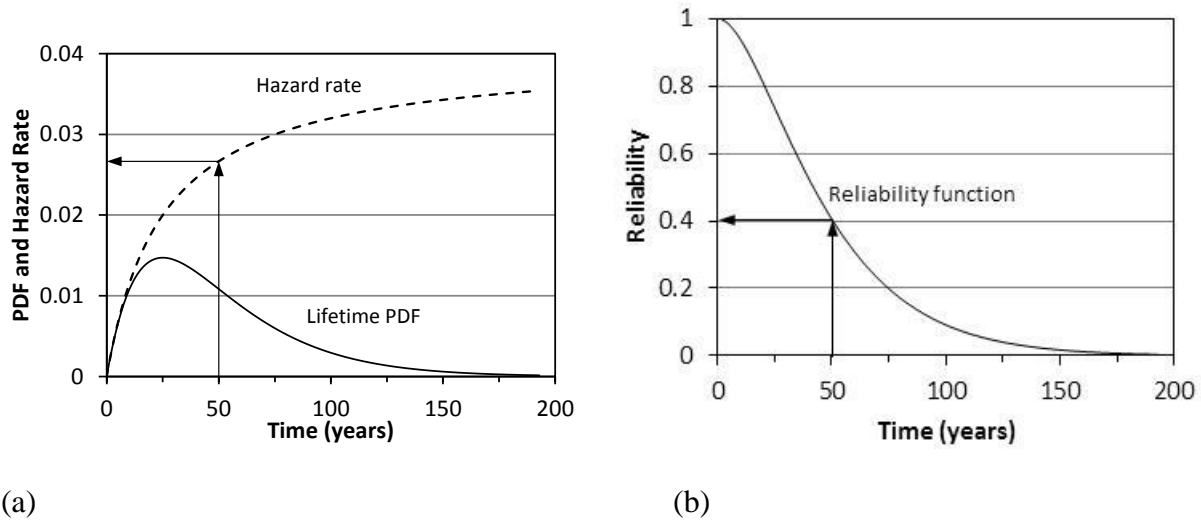 0.04
0.03
0.02
0.01
0
PDF and Hazard Rate
Hazard rate
Lifetime PDF
0 50 100 150 200
Time (years)
(a)
1
0.8
0.6
0.4
0.2
0
Reliability
Reliability function
0 50 100 150 200
Time (years)
(b)